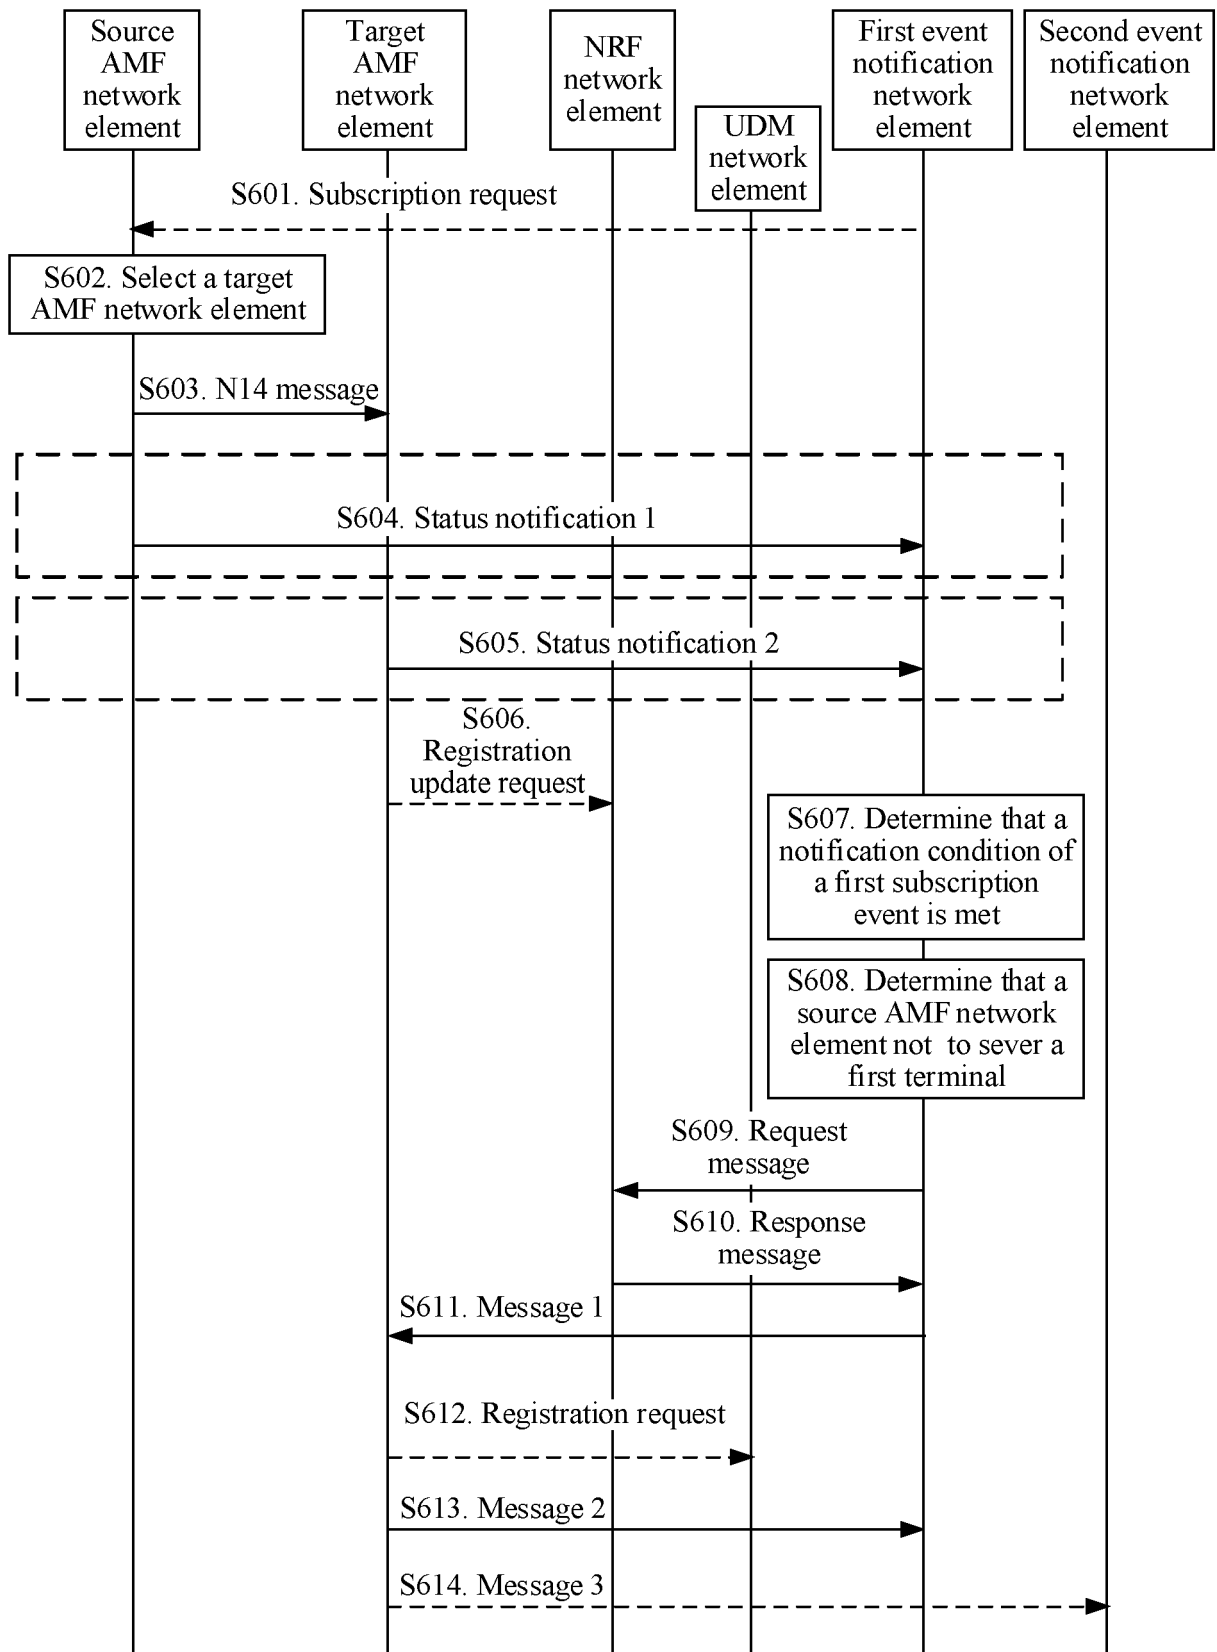 Source
AMF
network
element
Target
AMF
network
element
NRF
network
element
UDM
network
element
First event
notification
network
element
Second event
notification
network
element
S601. Subscription request
S602. Select a target
AMF network element
S603. N14 message
S604. Status notification 1
S605. Status notification 2
S606.
Registration
update request
S607. Determine that a
notification condition of
a first subscription
event is met
S608. Determine that a
source AMF network
element not to sever a
first terminal
S609. Request
message
S610. Response
message
S611. Message 1
S612. Registration request
S613. Message 2
S614. Message 3